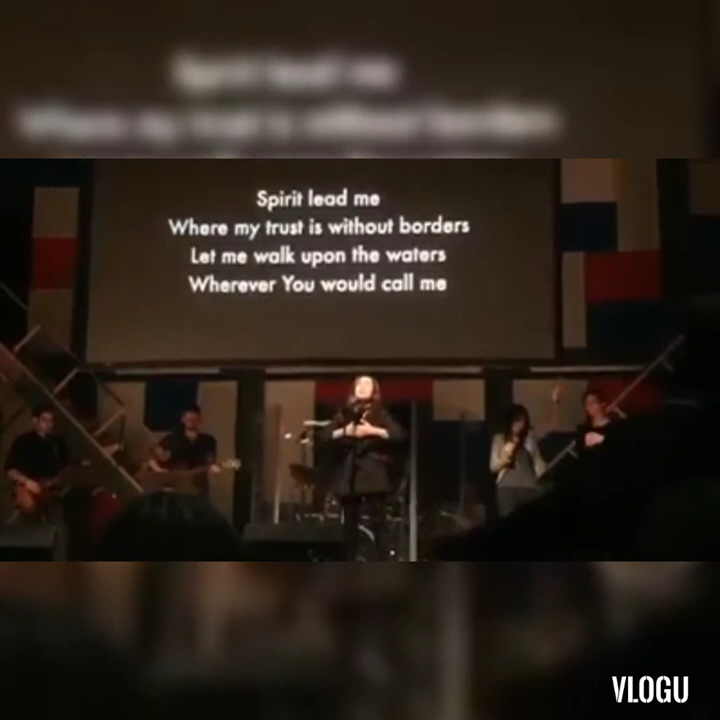 Spirit lead me
Where my trust is without borders
Let me walk upon the waters
Wherever You would call me
VLOGU